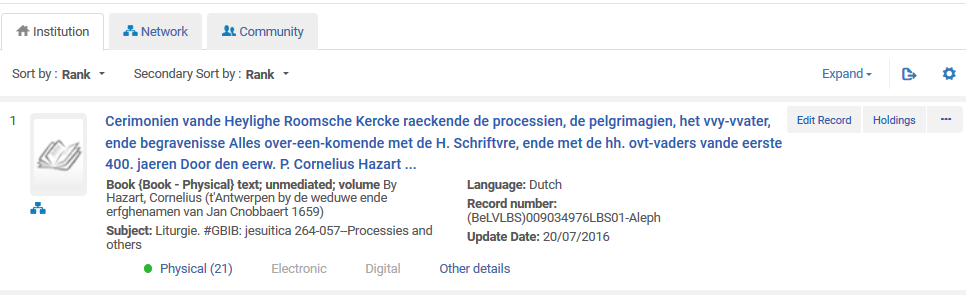 Institution Network Community
Sort by : Rank Secondary Sort by : Rank Expand
1 Cerimonien vande Heylighe Roomsche Kercke raeckende de processien, de pelgrimagien, het vvy-vvater, Edit Record Holdings ...
ende begravenisse Alles over-een-komende met de H. Schriftvre, ende met de hh. ovt-vaders vande eerste
400. jaeren Door den eerw. P. Cornelius Hazart ...
Book {Book - Physical} text; unmediated; volume By
Hazart, Cornelius (t'Antwerpen by de weduwe ende
erfghenamen van Jan Cnobbaert 1659)
Subject: Liturgie. #GBIB: jesuitica 264-057--Processies and
others
Language: Dutch
Record number:
(BeLVLBS)009034976LBS01-Aleph
Update Date: 20/07/2016
Physical (21) Electronic Digital Other details